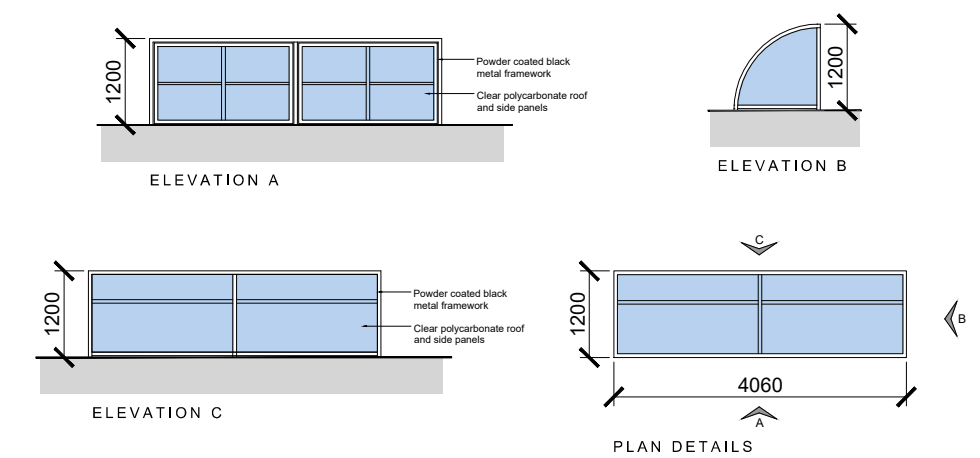 1200
Powder coated black
metal framework
Clear polycarbonate roof
and side panels
ELEVATION A
1200
ELEVATION B
1200
Powder coated black
metal framework
Clear polycarbonate roof
and side panels
ELEVATION C
C
1200
B
4060
A
PLAN DETAILS